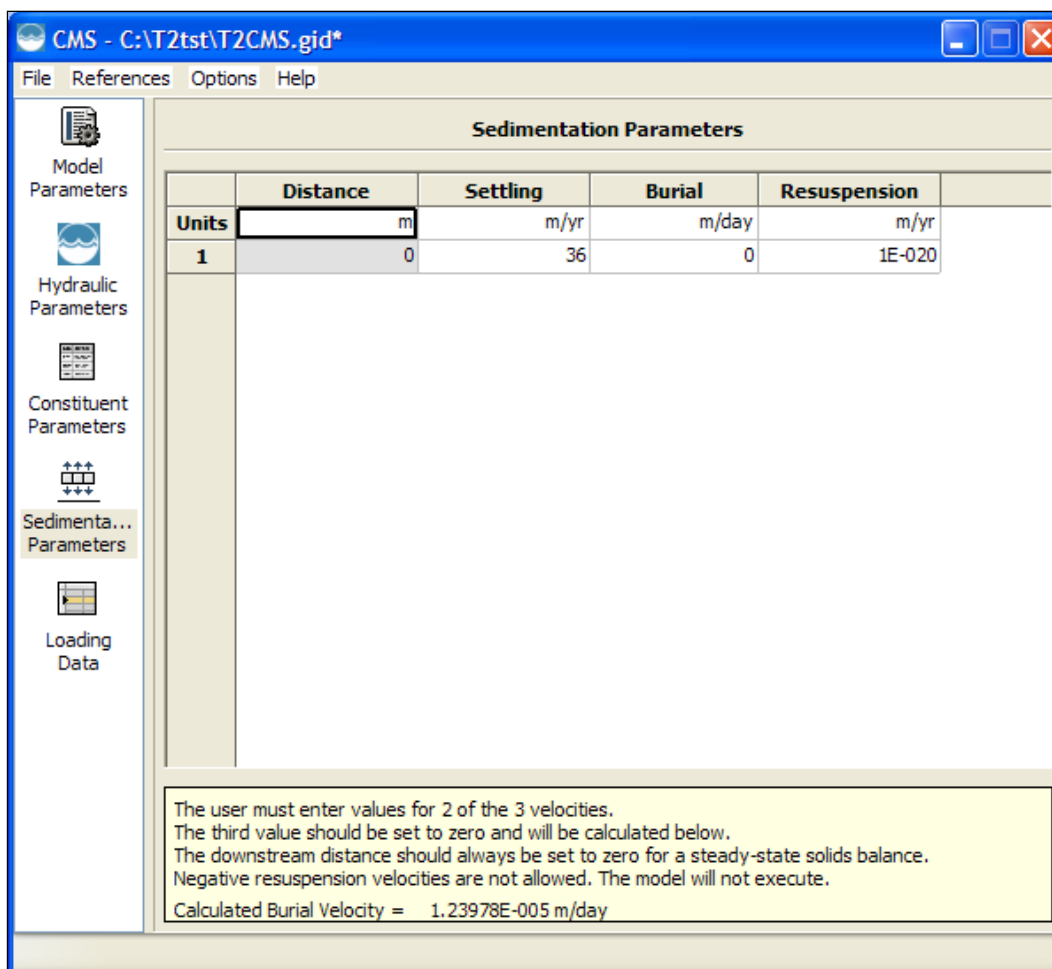 CMS - C:\T2tst\T2CMS.gid*
File References Options Help
Model
Parameters
Hydraulic
Parameters
Constituent
Parameters
Sedimenta...
Parameters
Loading
Data
Sedimentation Parameters
Distance Settling Burial Resuspension
Units m m/yr m/day m/yr
1 0 36 0 1E-020
The user must enter values for 2 of the 3 velocities.
The third value should be set to zero and will be calculated below.
The downstream distance should always be set to zero for a steady-state solids balance.
Negative resuspension velocities are not allowed. The model will not execute.
Calculated Burial Velocity = 1.23978E-005 m/day